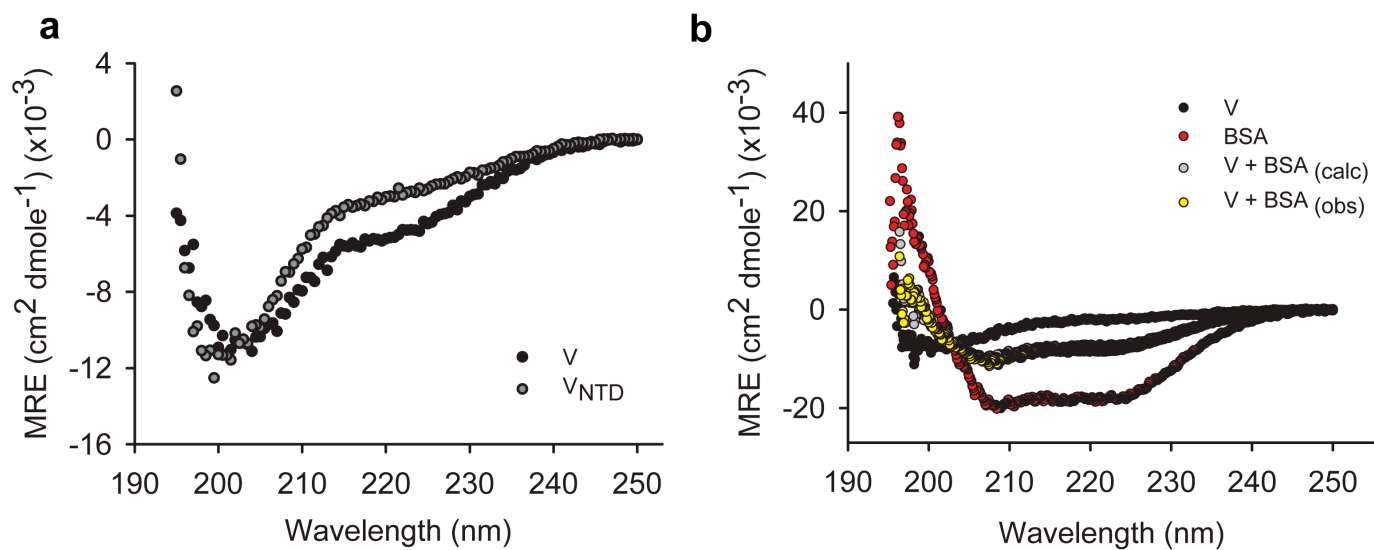 a
MRE (cm2 dmole-1) (x10-3)
4
0
-4
-8
-12
-16
190 200 210 220 230 240 250
Wavelength (nm)
V
VNTD
b
MRE (cm2 dmole-1) (x10-3)
40
20
0
-20
190 200 210 220 230 240 250
Wavelength (nm)
V
BSA
V + BSA (calc)
V + BSA (obs)